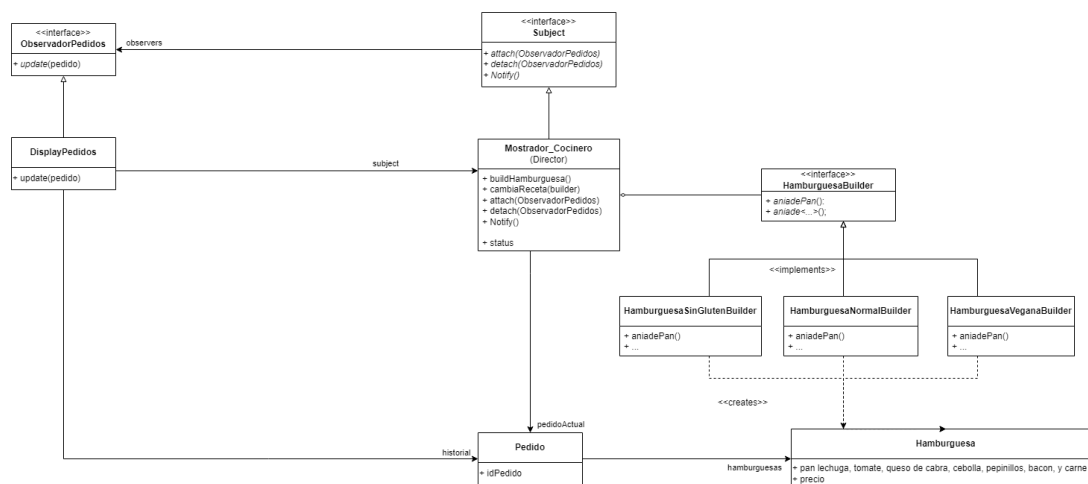 <<interface>>
ObservadorPedidos
+ update(pedido)
observers
<<interface>>
Subject
+ attach(ObservadorPedidos)
+ detach(ObservadorPedidos)
+ Notify()
DisplayPedidos
+ update(pedido)
subject
Mostrador_Cocinero
(Director)
+ buildHamburguesa()
+ cambiaReceta(builder)
+ attach(ObservadorPedidos)
+ detach(ObservadorPedidos)
+ Notify()
+ status
<<interface>>
HamburguesaBuilder
+ aniadePan():
+ aniade<...>();
<<implements>>
HamburguesaSinGlutenBuilder
+ aniadePan()
+ ...
HamburguesaNormalBuilder
+ aniadePan()
+ ...
HamburguesaVeganaBuilder
+ aniadePan()
+ ...
<<creates>>
pedidoActual
historial
Pedido
+ idPedido
hamburguesas
Hamburguesa
+ pan lechuga, tomate, queso de cabra, cebolla, pepinillos, bacon, y carne
+ precio